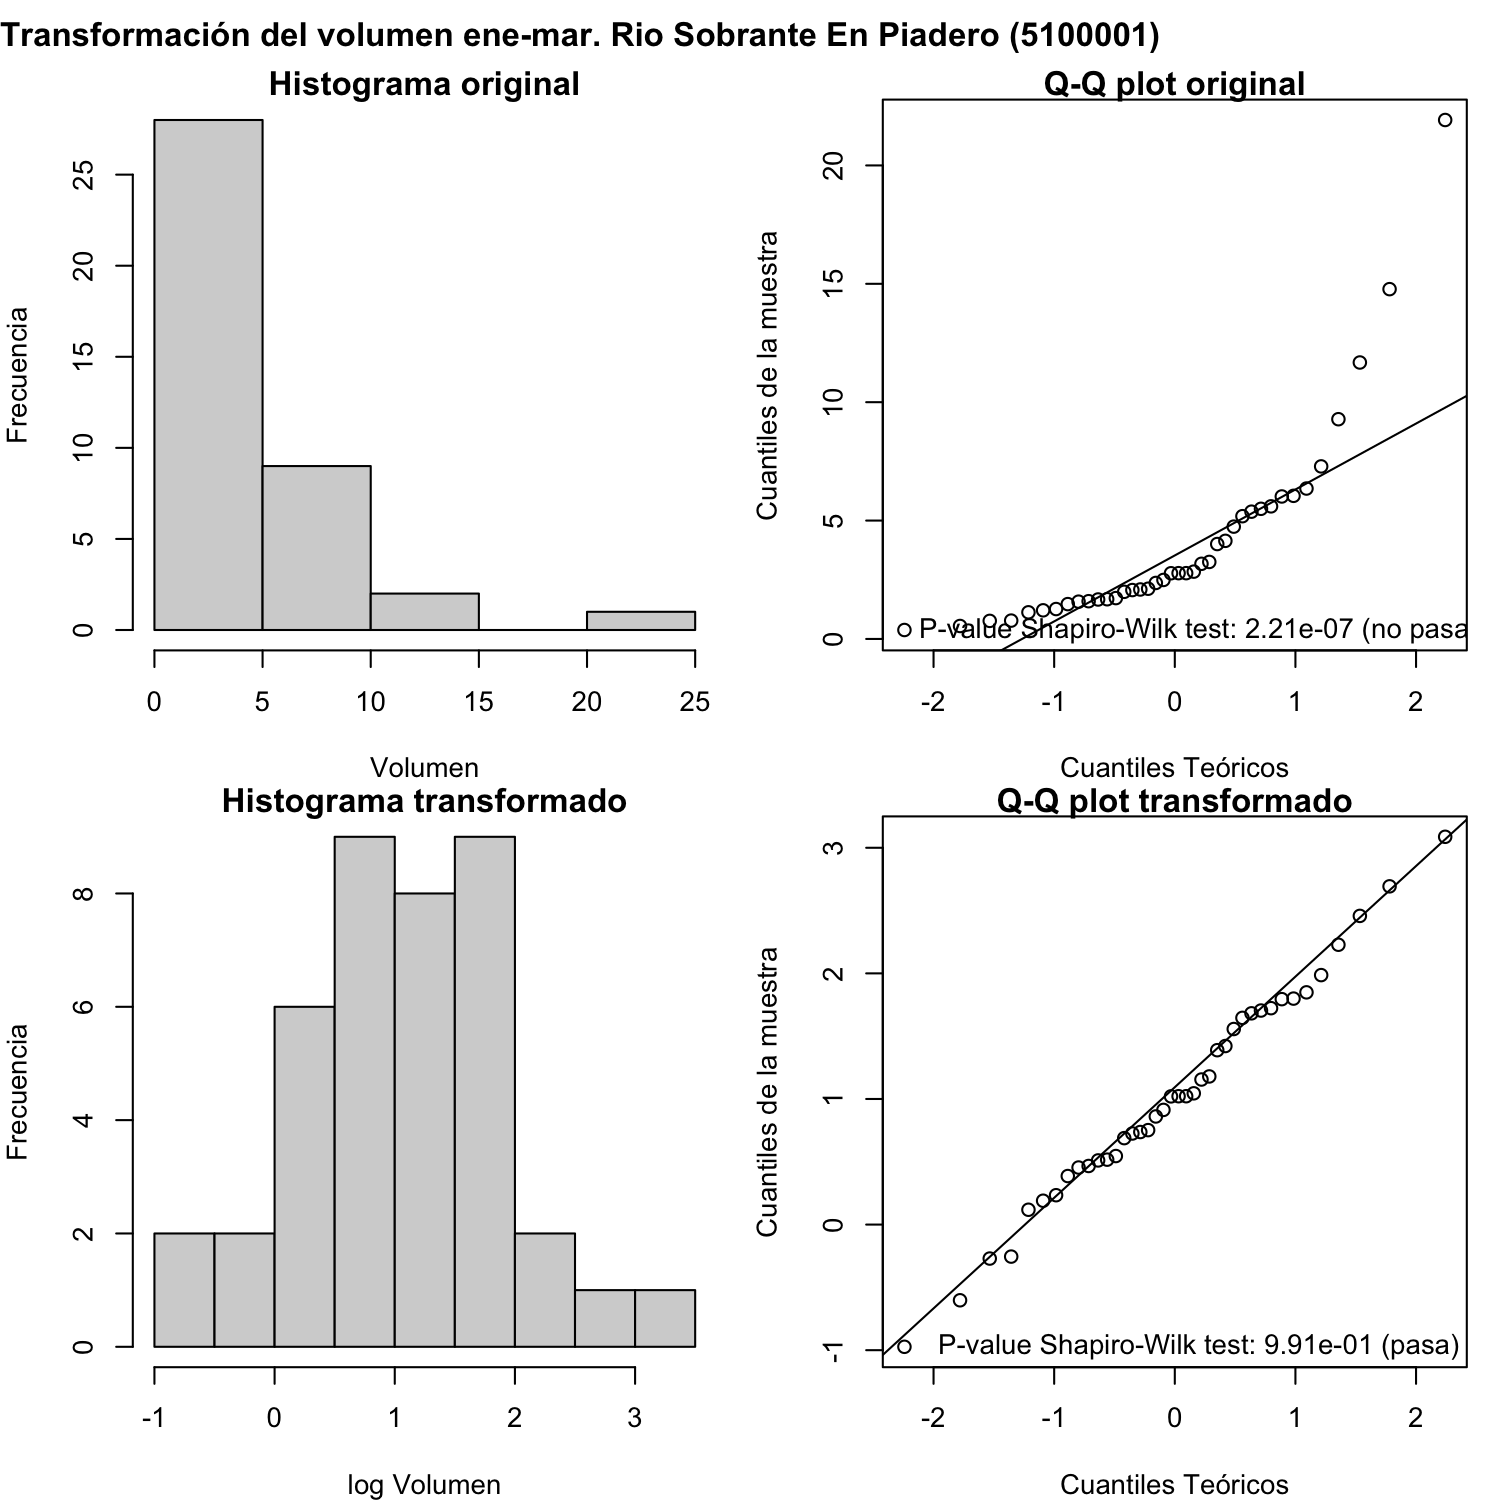 Transformación del volumen ene-mar. Rio Sobrante En Piadero (5100001)
Histograma original
Frecuencia
0 5 10 15 20 25
0 5 10 15 20 25
Volumen
Q-Q plot original
Cuantiles de la muestra
0 5 10 15 20
P-value Shapiro-Wilk test: 2.21e-07 (no pasa
-2 -1 0 1 2
Cuantiles Teóricos
Histograma transformado
Frecuencia
0 2 4 6 8
-1 0 1 2 3
log Volumen
Q-Q plot transformado
Cuantiles de la muestra
-1 0 1 2 3
P-value Shapiro-Wilk test: 9.91e-01 (pasa)
-2 -1 0 1 2
Cuantiles Teóricos